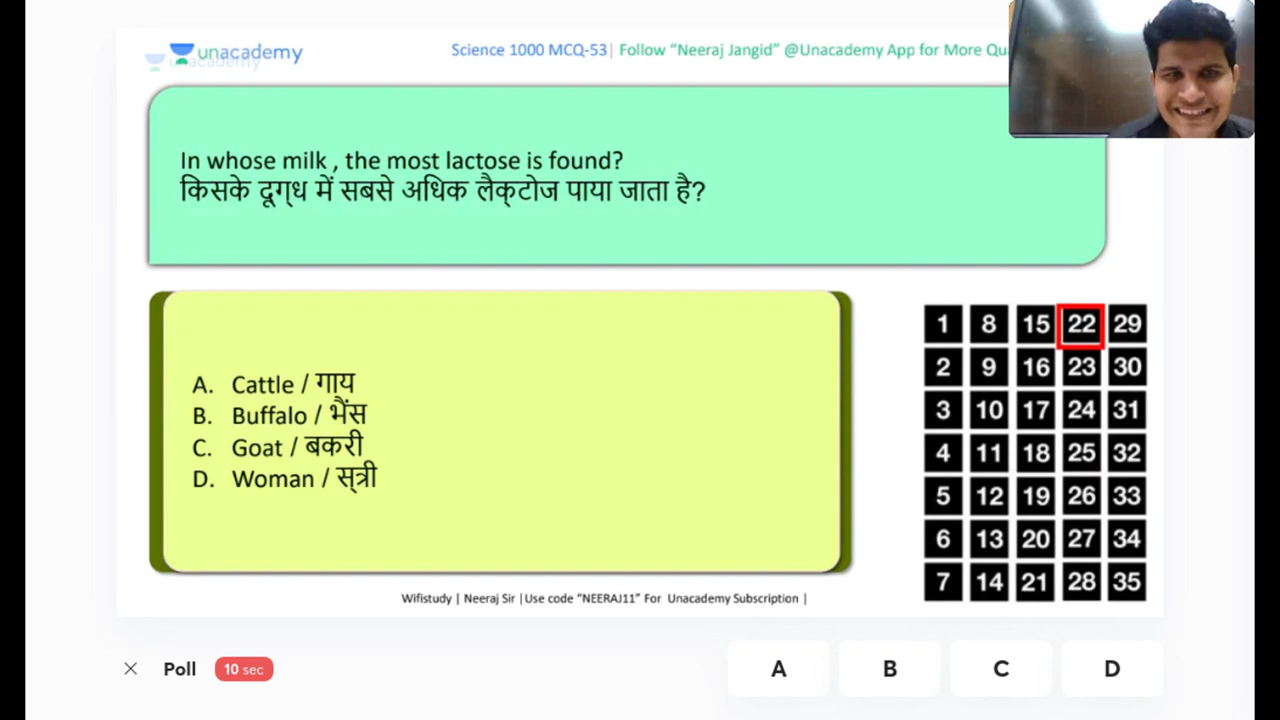 unacademy
unacademy
Science 1000 MCQ-53| Follow “Neeraj Jangid” @Unacademy App for More
In whose milk , the most lactose is found?
किसके दूग्ध में सबसे अधिक लैक्टोज पाया जाता है?
A. Cattle / गाय
B. Buffalo / भैंस
C. Goat / बकरी
D. Woman / स्त्री
1 8 15 22 29
2 9 16 23 30
3 10 17 24 31
4 11 18 25 32
5 12 19 26 33
6 13 20 27 34
7 14 21 28 35
Wifistudy | Neeraj Sir |Use code “NEERAJ11” For Unacademy Subscription |
Poll 10 sec A B C D